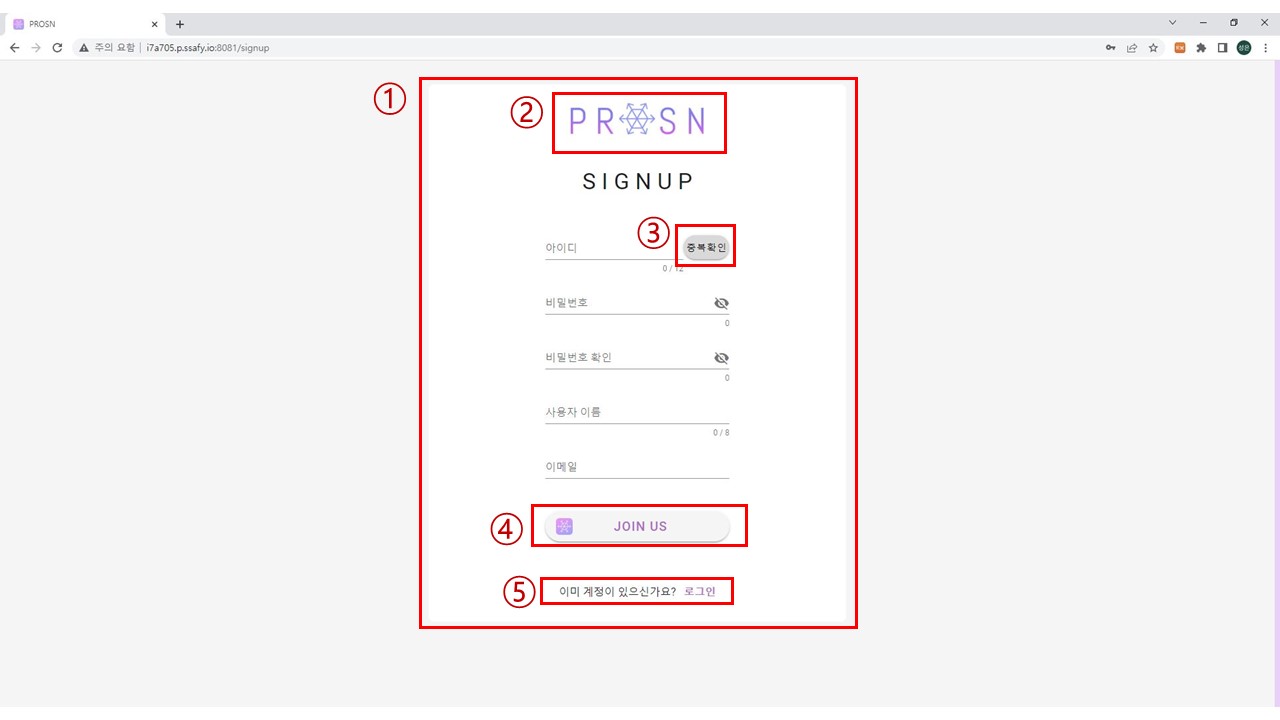 PROSN
주의 요함 i7a705.p.ssafy.io:8081/signup
성은
①
② PROSN
SIGNUP
③
아이디 중복확인
0 / 12
비밀번호
0
비밀번호 확인
0
사용자 이름
0 / 8
이메일
④ JOIN US
⑤ 이미 계정이 있으신가요? 로그인